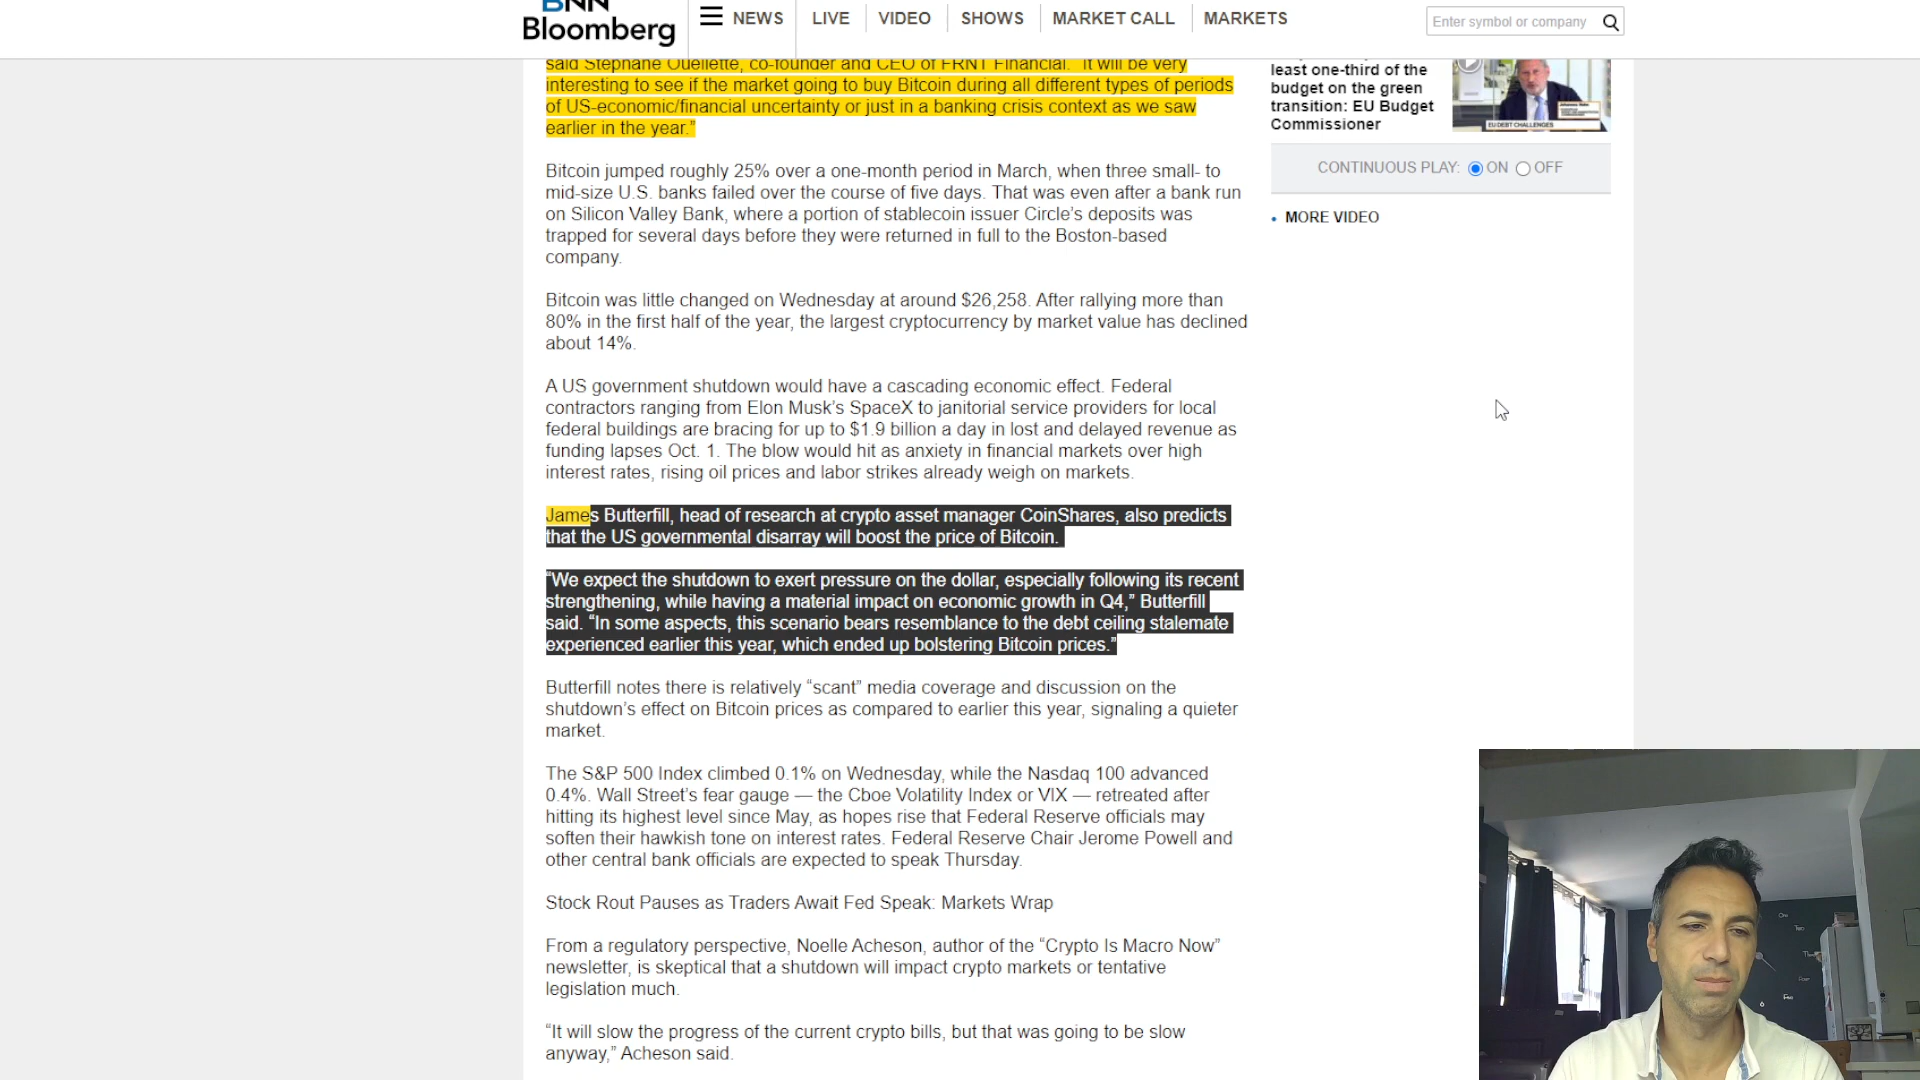 BNN
Bloomberg
NEWS
LIVE
VIDEO
SHOWS
MARKET CALL
MARKETS
Enter symbol or company
said Stephane Ouellette, co-founder and CEO of FRNT Financial. “It will be very
interesting to see if the market going to buy Bitcoin during all different types of periods
of US-economic/financial uncertainty or just in a banking crisis context as we saw
earlier in the year.”
Bitcoin jumped roughly 25% over a one-month period in March, when three small- to
mid-size U.S. banks failed over the course of five days. That was even after a bank run
on Silicon Valley Bank, where a portion of stablecoin issuer Circle’s deposits was
trapped for several days before they were returned in full to the Boston-based
company.
Bitcoin was little changed on Wednesday at around $26,258. After rallying more than
80% in the first half of the year, the largest cryptocurrency by market value has declined
about 14%.
A US government shutdown would have a cascading economic effect. Federal
contractors ranging from Elon Musk’s SpaceX to janitorial service providers for local
federal buildings are bracing for up to $1.9 billion a day in lost and delayed revenue as
funding lapses Oct. 1. The blow would hit as anxiety in financial markets over high
interest rates, rising oil prices and labor strikes already weigh on markets.
James Butterfill, head of research at crypto asset manager CoinShares, also predicts
that the US governmental disarray will boost the price of Bitcoin.
“We expect the shutdown to exert pressure on the dollar, especially following its recent
strengthening, while having a material impact on economic growth in Q4,” Butterfill
said. “In some aspects, this scenario bears resemblance to the debt ceiling stalemate
experienced earlier this year, which ended up bolstering Bitcoin prices.”
Butterfill notes there is relatively “scant” media coverage and discussion on the
shutdown’s effect on Bitcoin prices as compared to earlier this year, signaling a quieter
market.
The S&P 500 Index climbed 0.1% on Wednesday, while the Nasdaq 100 advanced
0.4%. Wall Street’s fear gauge — the Cboe Volatility Index or VIX — retreated after
hitting its highest level since May, as hopes rise that Federal Reserve officials may
soften their hawkish tone on interest rates. Federal Reserve Chair Jerome Powell and
other central bank officials are expected to speak Thursday.
Stock Rout Pauses as Traders Await Fed Speak: Markets Wrap
From a regulatory perspective, Noelle Acheson, author of the “Crypto Is Macro Now”
newsletter, is skeptical that a shutdown will impact crypto markets or tentative
legislation much.
“It will slow the progress of the current crypto bills, but that was going to be slow
anyway,” Acheson said.
least one-third of the
budget on the green
transition: EU Budget
Commissioner
EU DEBT CHALLENGES
CONTINUOUS PLAY: ON OFF
MORE VIDEO